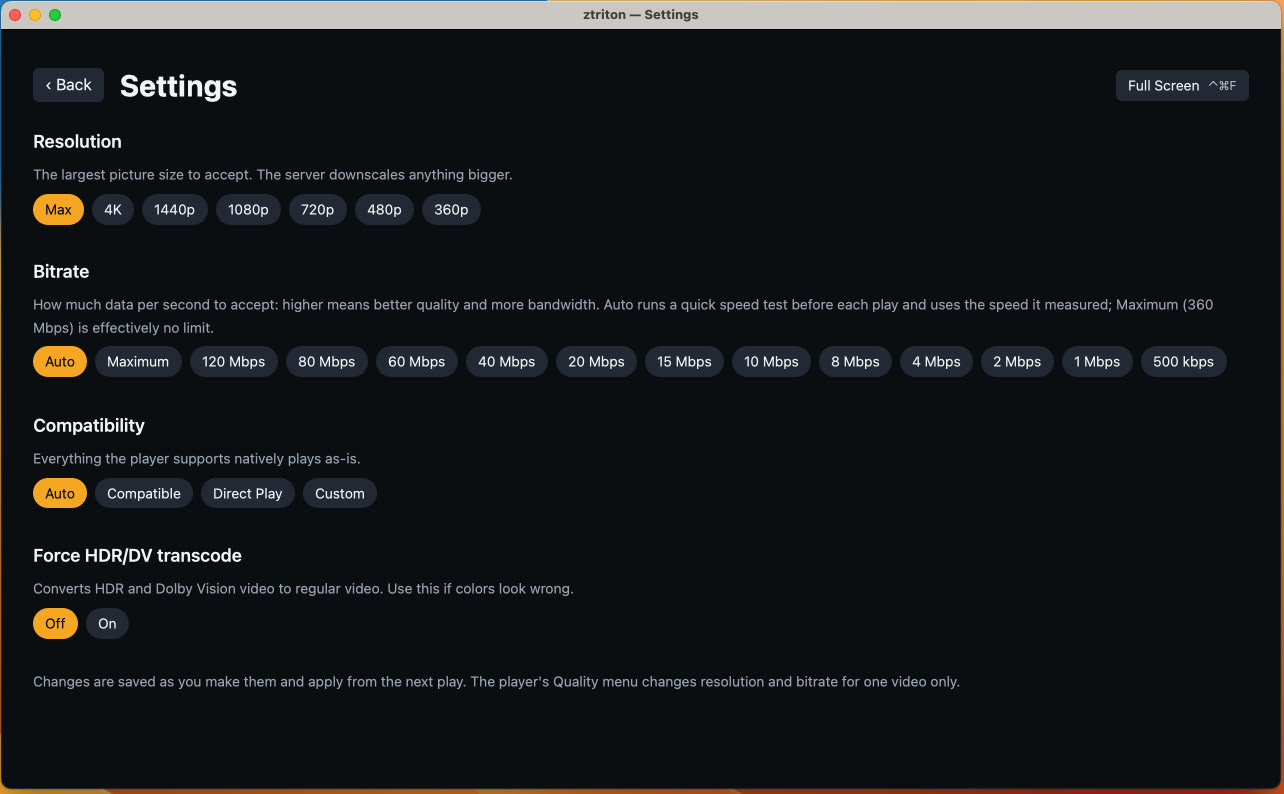 ztriton — Settings
‹ Back
Settings
Full Screen ^⌘F
Resolution
The largest picture size to accept. The server downscales anything bigger.
Max 4K 1440p 1080p 720p 480p 360p
Bitrate
How much data per second to accept: higher means better quality and more bandwidth. Auto runs a quick speed test before each play and uses the speed it measured; Maximum (360
Mbps) is effectively no limit.
Auto Maximum 120 Mbps 80 Mbps 60 Mbps 40 Mbps 20 Mbps 15 Mbps 10 Mbps 8 Mbps 4 Mbps 2 Mbps 1 Mbps 500 kbps
Compatibility
Everything the player supports natively plays as-is.
Auto Compatible Direct Play Custom
Force HDR/DV transcode
Converts HDR and Dolby Vision video to regular video. Use this if colors look wrong.
Off On
Changes are saved as you make them and apply from the next play. The player's Quality menu changes resolution and bitrate for one video only.